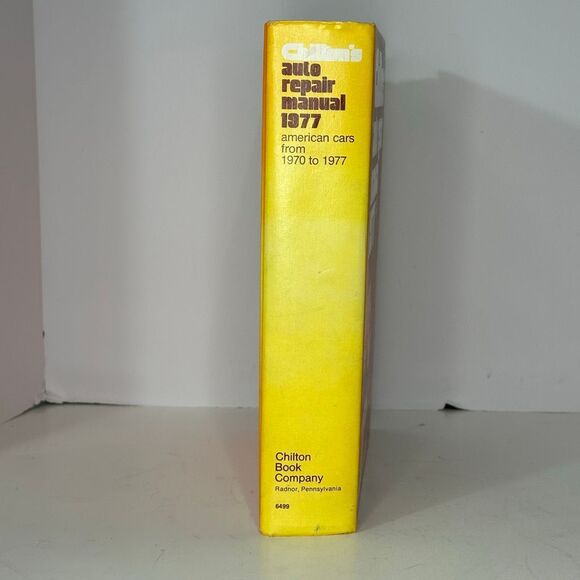 Chilton's
auto
repair
manual
1977
american cars
from
1970 to 1977
Chilton
Book
Company
Radnor, Pennsylvania
6499